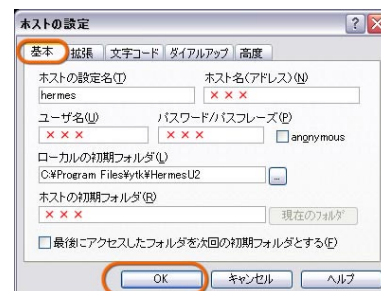 ホストの設定
基本 拡張 文字コード ダイヤルアップ 高度
ホストの設定名(T) ホスト名(アドレス)(N)
hermes ×××
ユーザ名(U) パスワード/パスフレーズ(P)
××× ××× angnymous
ローカルの初期フォルダ(L)
C:¥Program Files¥ytk¥HermesU2 ...
ホストの初期フォルダ(R)
××× 現在のフォルダ
最後にアクセスしたフォルダを次回の初期フォルダとする(F)
OK キャンセル ヘルプ